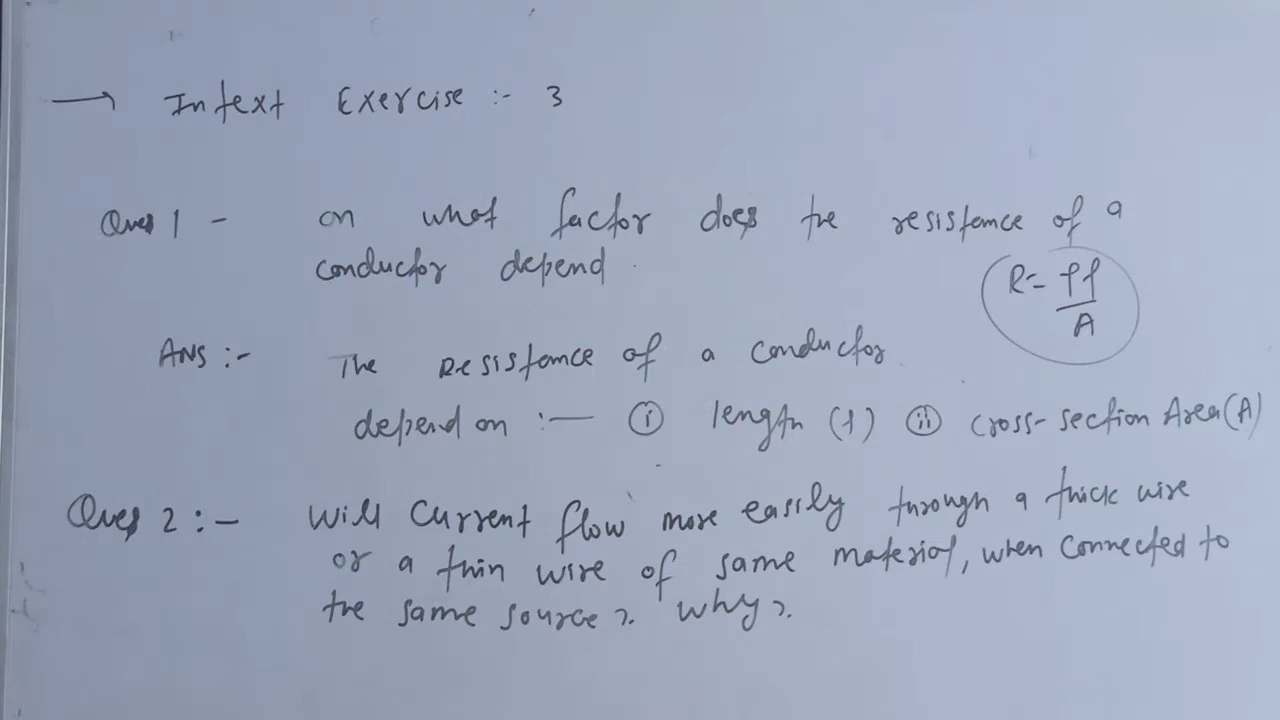 → Intext Exercise :- 3
Ques 1 - on what factor does the resistance of a
conductor depend.
R = ρl/A
Ans :- The Resistance of a conductor
depend on :— (i) length (l) (ii) cross-section Area (A)
Ques 2 :- Will current flow more easily through a thick wire
or a thin wire of same material, when connected to
the same source? why?